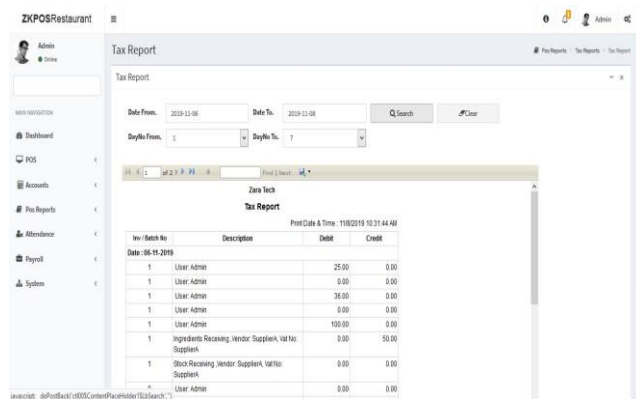 ZKPOSRestaurant
Admin
Admin
Online
Tax Report
Pos Reports
Tax Reports
Tax Report
Tax Report
MAIN NAVIGATION
Dashboard
POS
Accounts
Pos Reports
Attendance
Payroll
System
Date From.
2019-11-06
Date To.
2019-11-08
Search
Clear
DayNo From.
1
DayNo To.
7
1 of 2 ?
Find | Next
Zara Tech
Tax Report
Print Date & Time : 11/8/2019 10:31:44 AM
Inv / Batch No Description Debit Credit
Date : 06-11-2019
1 User: Admin 25.00 0.00
1 User: Admin 0.00 0.00
1 User: Admin 36.00 0.00
1 User: Admin 0.00 0.00
1 User: Admin 100.00 0.00
1 Ingredients Receiving ,Vendor: SupplierA, Vat No: 0.00 50.00
SupplierA
1 Stock Receiving ,Vendor: SupplierA, Vat No: 0.00 0.00
SupplierA
User: Admin 0.00 0.00
javascript:__doPostBack('ctl00$ContentPlaceHolder1$LbSearch','')